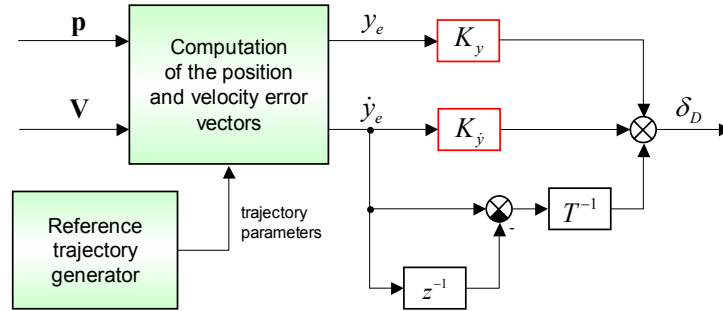 p
V
Computation
of the position
and velocity error
vectors
y_e
K_y
ẏ_e
K_ẏ
δ_D
Reference
trajectory
generator
trajectory
parameters
-
T⁻¹
z⁻¹